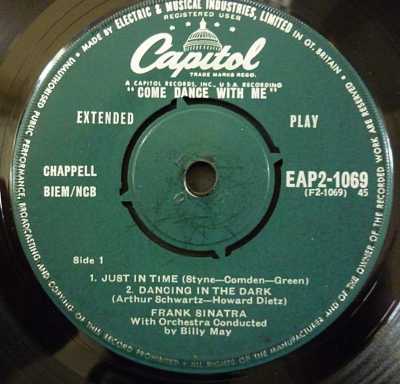 MADE BY ELECTRIC & MUSICAL INDUSTRIES, LIMITED IN GT. BRITAIN.
REGISTERED USER
Capitol
TRADE MARKS REGD.
A CAPITOL RECORDS, INC., U.S.A. RECORDING
"COME DANCE WITH ME"
EXTENDED PLAY
CHAPPELL
BIEM/NCB
EAP2-1069
(F2-1069) 45
Side 1
1. JUST IN TIME (Styne—Comden—Green)
2. DANCING IN THE DARK
(Arthur Schwartz—Howard Dietz)
FRANK SINATRA
With Orchestra Conducted
by Billy May
ALL RIGHTS OF THE MANUFACTURER AND OF THE OWNER OF THE RECORDED WORK ARE RESERVED
UNAUTHORISED PUBLIC PERFORMANCE, BROADCASTING AND COPYING OF THIS RECORD PROHIBITED